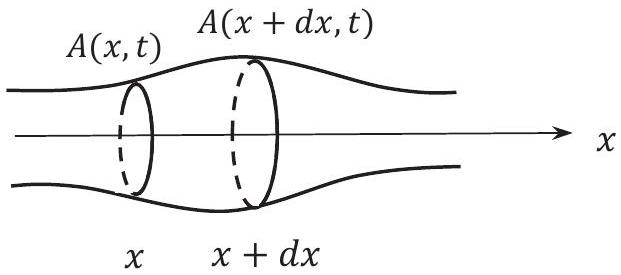 A(x + dx, t)
A(x, t)
x
x
x + dx